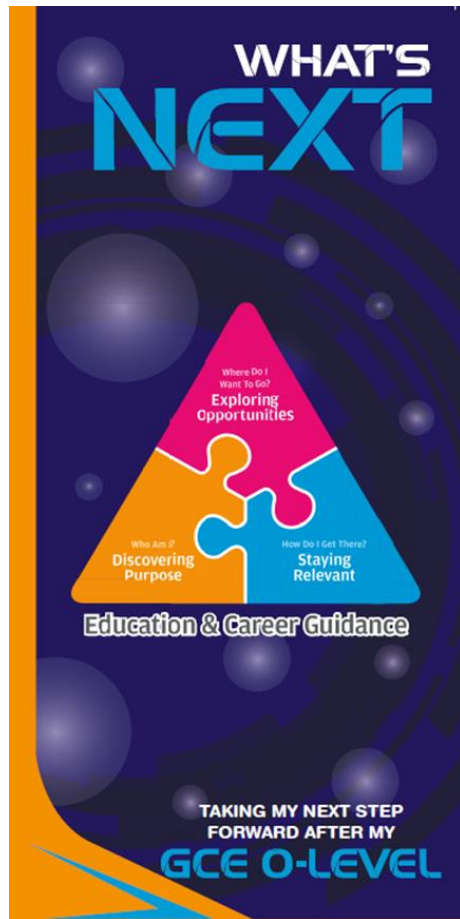 WHAT'S
NEXT
Where Do I
Want To Go?
Exploring
Opportunities
Who Am I?
Discovering
Purpose
How Do I Get There?
Staying
Relevant
Education & Career Guidance
TAKING MY NEXT STEP
FORWARD AFTER MY
GCE O-LEVEL